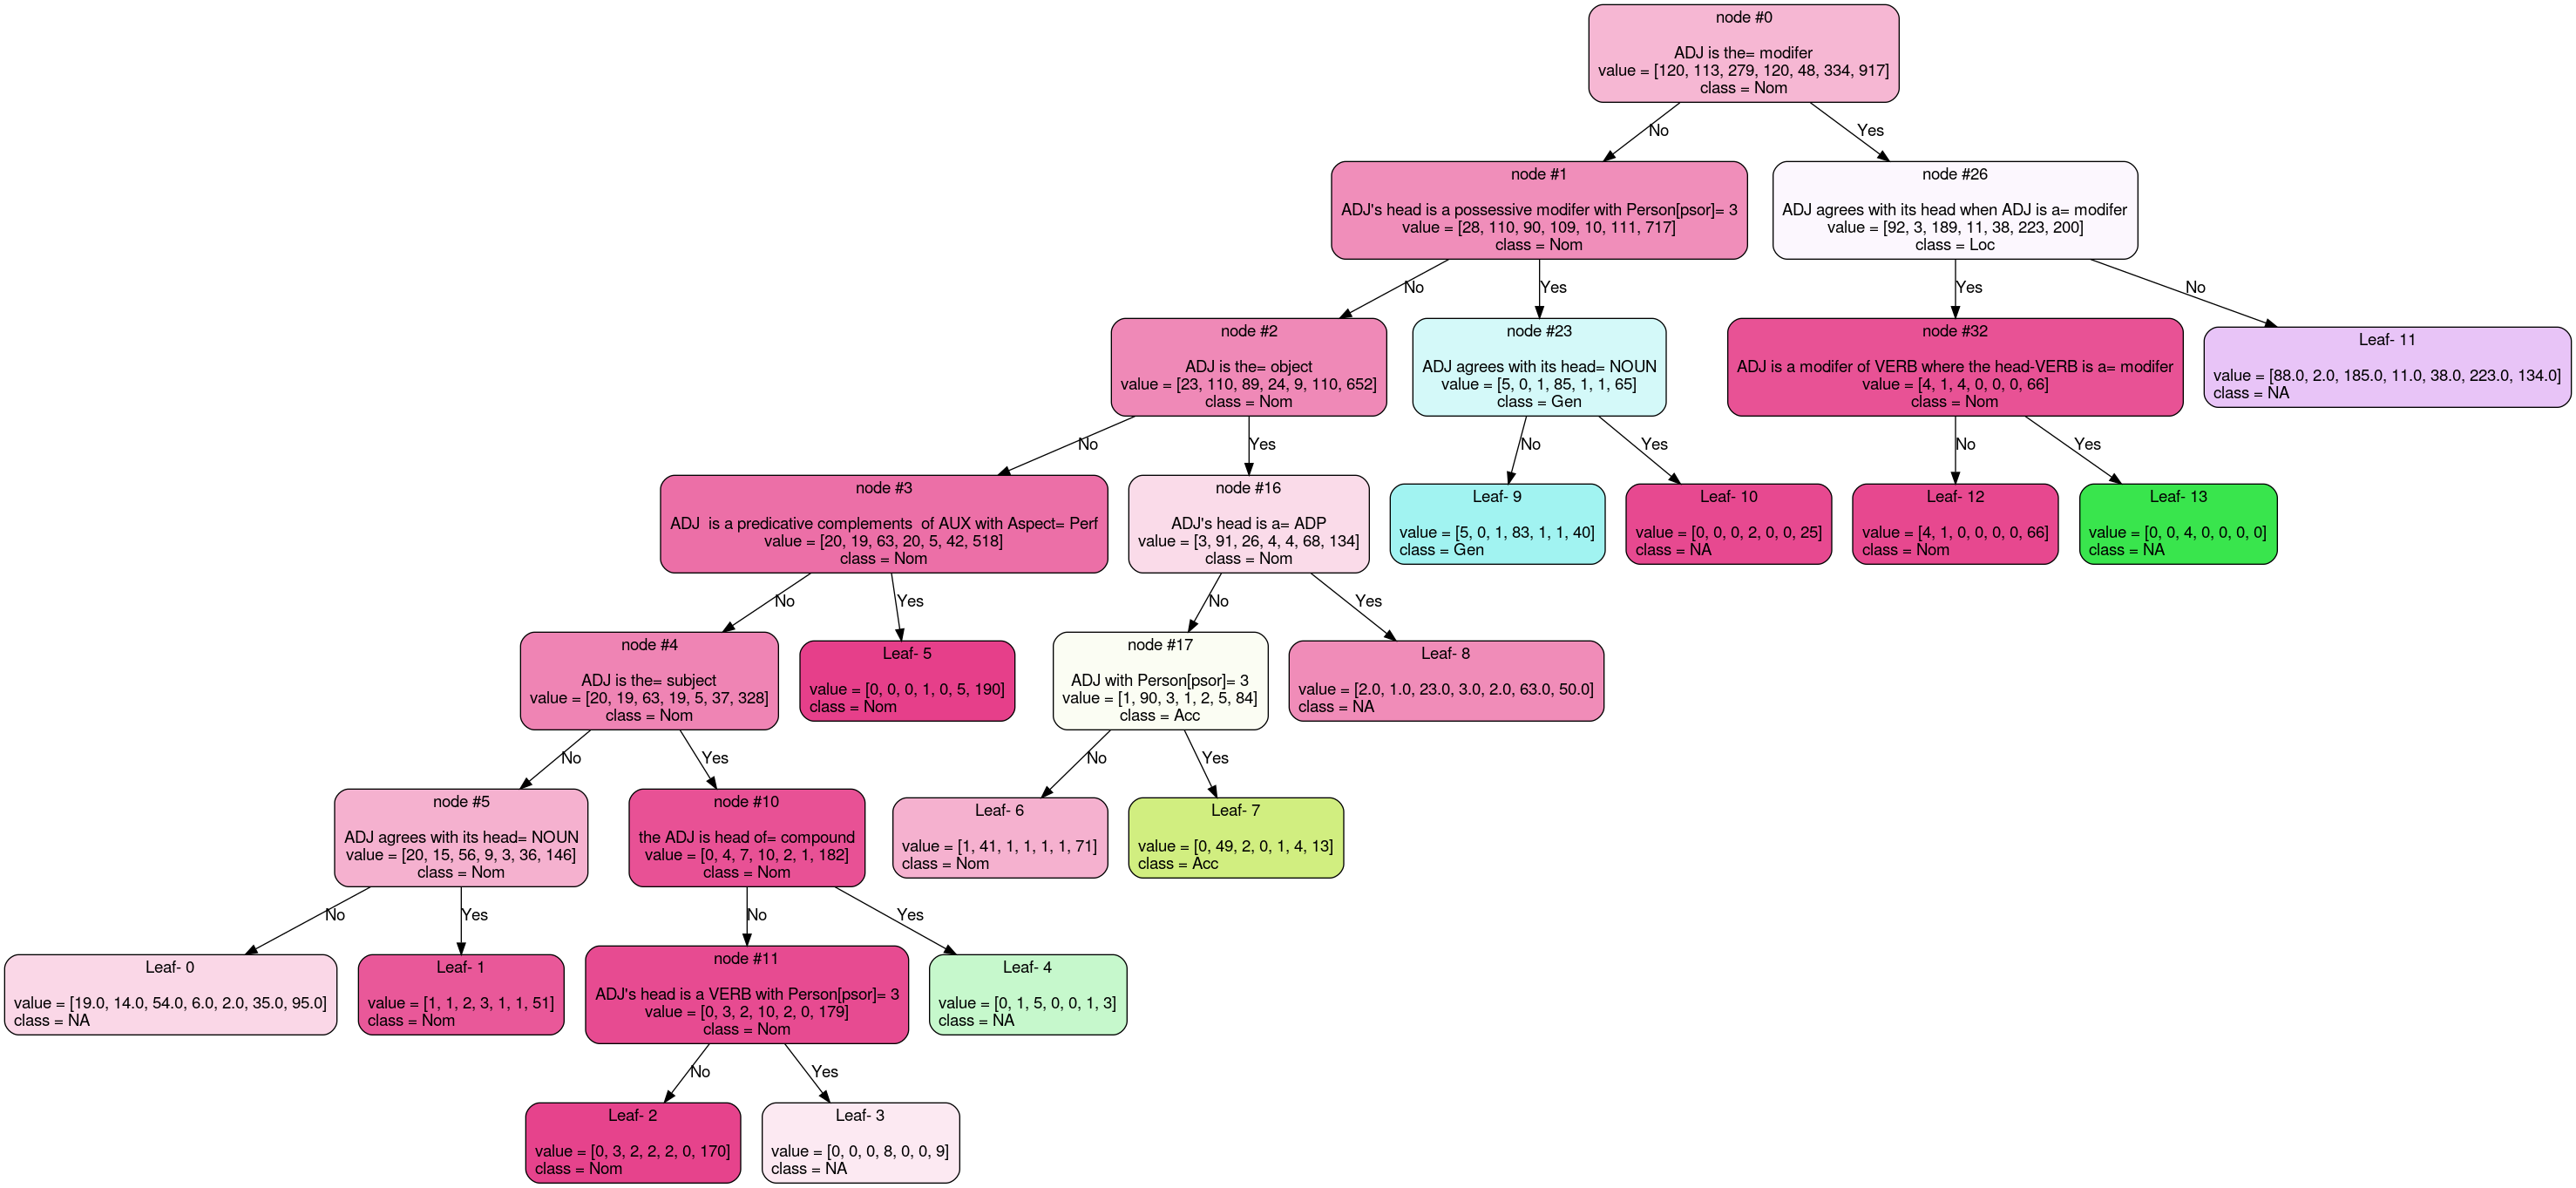 node #0
ADJ is the= modifer
value = [120, 113, 279, 120, 48, 334, 917]
class = Nom
No
Yes
node #1
ADJ's head is a possessive modifer with Person[psor]= 3
value = [28, 110, 90, 109, 10, 111, 717]
class = Nom
node #26
ADJ agrees with its head when ADJ is a= modifer
value = [92, 3, 189, 11, 38, 223, 200]
class = Loc
No
Yes
Yes
No
node #2
ADJ is the= object
value = [23, 110, 89, 24, 9, 110, 652]
class = Nom
node #23
ADJ agrees with its head= NOUN
value = [5, 0, 1, 85, 1, 1, 65]
class = Gen
node #32
ADJ is a modifer of VERB where the head-VERB is a= modifer
value = [4, 1, 4, 0, 0, 0, 66]
class = Nom
Leaf- 11
value = [88.0, 2.0, 185.0, 11.0, 38.0, 223.0, 134.0]
class = NA
No
Yes
No
Yes
No
Yes
node #3
ADJ  is a predicative complements  of AUX with Aspect= Perf
value = [20, 19, 63, 20, 5, 42, 518]
class = Nom
node #16
ADJ's head is a= ADP
value = [3, 91, 26, 4, 4, 68, 134]
class = Nom
Leaf- 9
value = [5, 0, 1, 83, 1, 1, 40]
class = Gen
Leaf- 10
value = [0, 0, 0, 2, 0, 0, 25]
class = NA
Leaf- 12
value = [4, 1, 0, 0, 0, 0, 66]
class = Nom
Leaf- 13
value = [0, 0, 4, 0, 0, 0, 0]
class = NA
No
Yes
No
Yes
node #4
ADJ is the= subject
value = [20, 19, 63, 19, 5, 37, 328]
class = Nom
Leaf- 5
value = [0, 0, 0, 1, 0, 5, 190]
class = Nom
node #17
ADJ with Person[psor]= 3
value = [1, 90, 3, 1, 2, 5, 84]
class = Acc
Leaf- 8
value = [2.0, 1.0, 23.0, 3.0, 2.0, 63.0, 50.0]
class = NA
No
Yes
No
Yes
node #5
ADJ agrees with its head= NOUN
value = [20, 15, 56, 9, 3, 36, 146]
class = Nom
node #10
the ADJ is head of= compound
value = [0, 4, 7, 10, 2, 1, 182]
class = Nom
Leaf- 6
value = [1, 41, 1, 1, 1, 1, 71]
class = Nom
Leaf- 7
value = [0, 49, 2, 0, 1, 4, 13]
class = Acc
No
Yes
No
Yes
Leaf- 0
value = [19.0, 14.0, 54.0, 6.0, 2.0, 35.0, 95.0]
class = NA
Leaf- 1
value = [1, 1, 2, 3, 1, 1, 51]
class = Nom
node #11
ADJ's head is a VERB with Person[psor]= 3
value = [0, 3, 2, 10, 2, 0, 179]
class = Nom
Leaf- 4
value = [0, 1, 5, 0, 0, 1, 3]
class = NA
No
Yes
Leaf- 2
value = [0, 3, 2, 2, 2, 0, 170]
class = Nom
Leaf- 3
value = [0, 0, 0, 8, 0, 0, 9]
class = NA